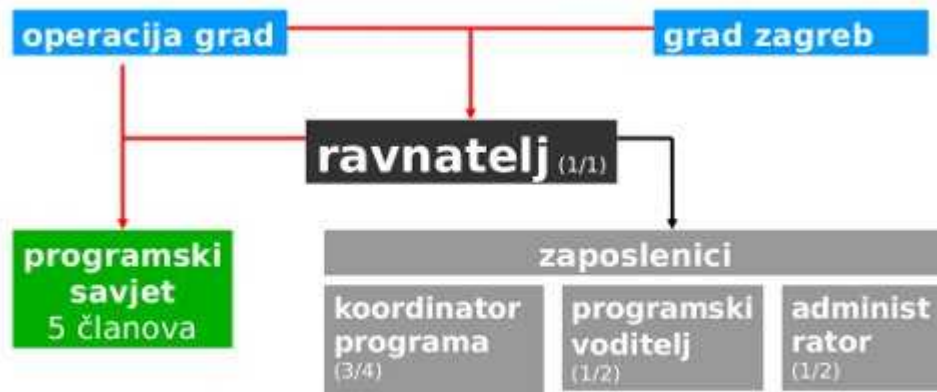 operacija grad
grad zagreb
ravnatelj (1/1)
programski
savjet
5 članova
zaposlenici
koordinator
programa
(3/4)
programski
voditelj
(1/2)
administ
rator
(1/2)